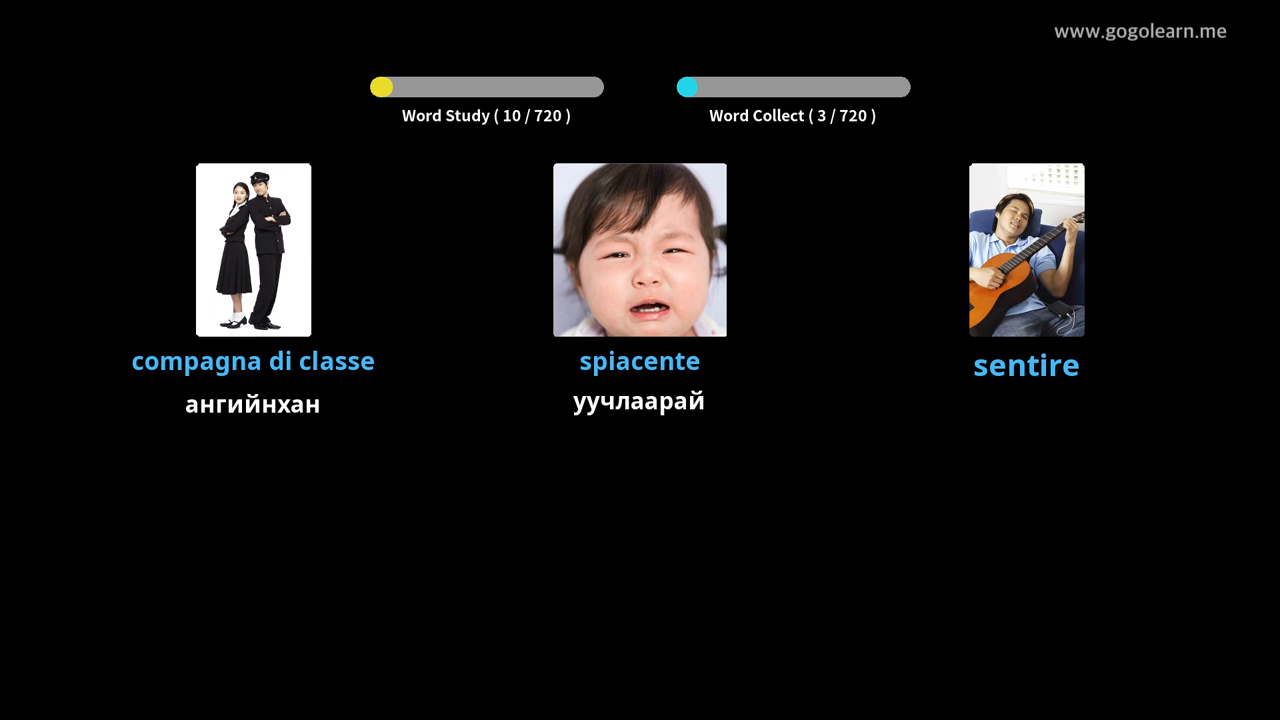 www.gogolearn.me
Word Study ( 10 / 720 )
Word Collect ( 3 / 720 )
compagna di classe
ангийнхан
spiacente
уучлаарай
sentire